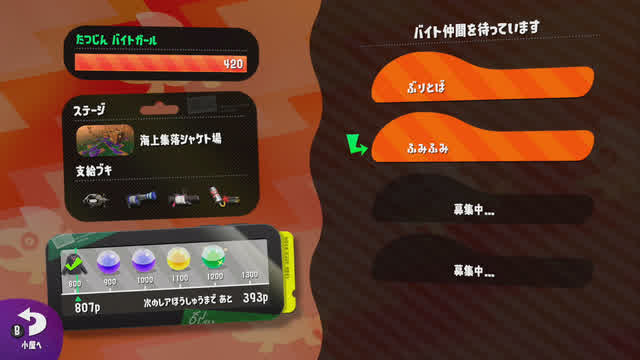 たつじん バイトガール
420
ステージ
海上集落シャケト場
支給ブキ
800 900 1000 1100 1200 1300
807p 次のレアほうしゅうまで あと 393p
B
小屋へ
バイト仲間を待っています
ぶりとば
ふみふみ
募集中...
募集中...